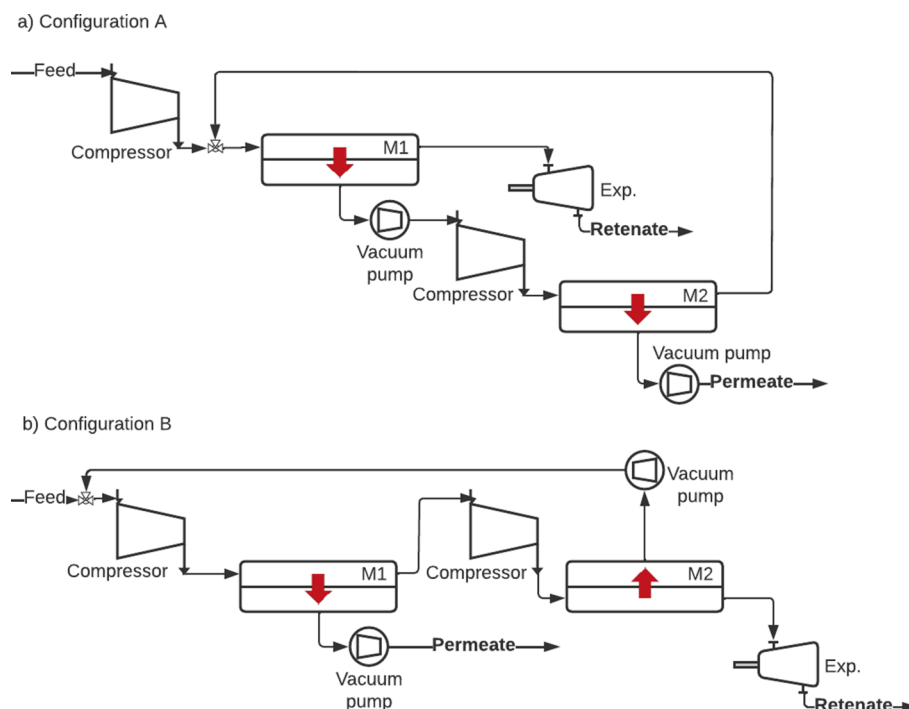 a) Configuration A
Feed
Compressor
M1
Exp.
Retenate
Vacuum
pump
Compressor
M2
Vacuum pump
Permeate
b) Configuration B
Vacuum
pump
Feed
Compressor
M1
Compressor
M2
Permeate
Vacuum
pump
Exp.
Retenate